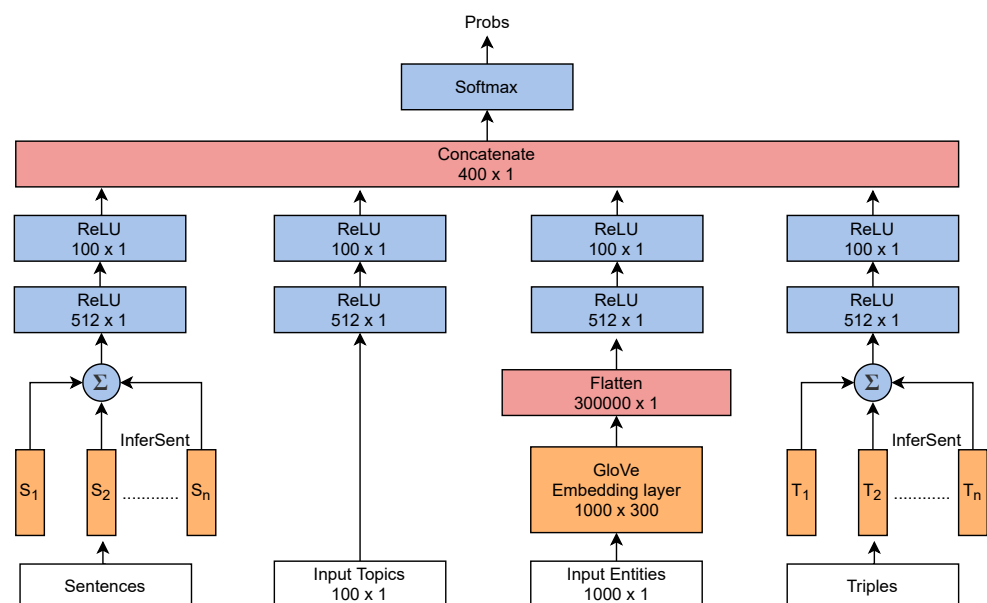 Probs
Softmax
Concatenate
400 x 1
ReLU
100 x 1
ReLU
100 x 1
ReLU
100 x 1
ReLU
100 x 1
ReLU
512 x 1
ReLU
512 x 1
ReLU
512 x 1
ReLU
512 x 1
Σ
Flatten
300000 x 1
Σ
InferSent
InferSent
S1
S2
............
Sn
GloVe
Embedding layer
1000 x 300
T1
T2
............
Tn
Sentences
Input Topics
100 x 1
Input Entities
1000 x 1
Triples